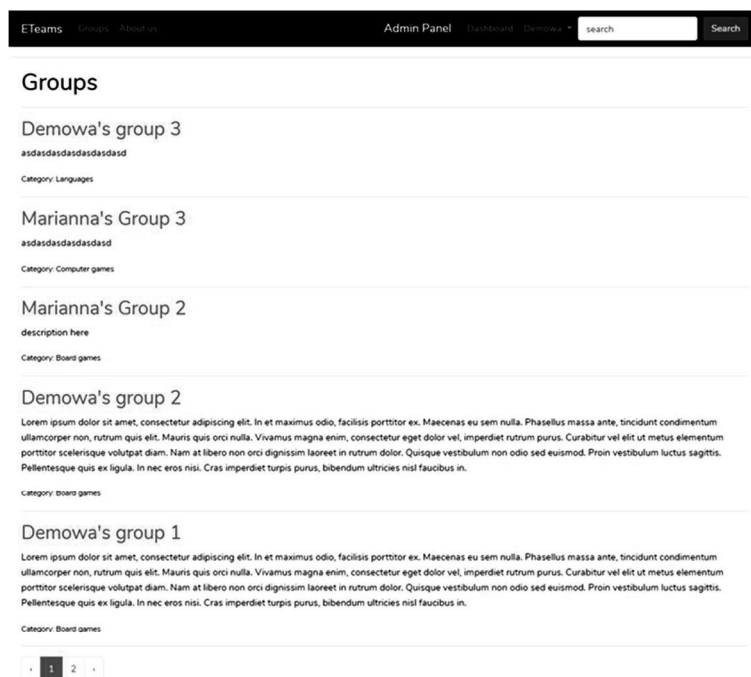 ETeams Groups About us Admin Panel Dashboard Demowa search Search
Groups
Demowa's group 3
asdasdasdasdasdasdasd
Category: Languages
Marianna's Group 3
asdasdasdasdasdasd
Category: Computer games
Marianna's Group 2
description here
Category: Board games
Demowa's group 2
Lorem ipsum dolor sit amet, consectetur adipiscing elit. In et maximus odio, facilisis porttitor ex. Maecenas eu sem nulla. Phasellus massa ante, tincidunt condimentum
ullamcorper non, rutrum quis elit. Mauris quis orci nulla. Vivamus magna enim, consectetur eget dolor vel, imperdiet rutrum purus. Curabitur vel elit ut metus elementum
porttitor scelerisque volutpat diam. Nam at libero non orci dignissim laoreet in rutrum dolor. Quisque vestibulum non odio sed euismod. Proin vestibulum luctus sagittis.
Pellentesque quis ex ligula. In nec eros nisi. Cras imperdiet turpis purus, bibendum ultricies nisl faucibus in.
Category: Board games
Demowa's group 1
Lorem ipsum dolor sit amet, consectetur adipiscing elit. In et maximus odio, facilisis porttitor ex. Maecenas eu sem nulla. Phasellus massa ante, tincidunt condimentum
ullamcorper non, rutrum quis elit. Mauris quis orci nulla. Vivamus magna enim, consectetur eget dolor vel, imperdiet rutrum purus. Curabitur vel elit ut metus elementum
porttitor scelerisque volutpat diam. Nam at libero non orci dignissim laoreet in rutrum dolor. Quisque vestibulum non odio sed euismod. Proin vestibulum luctus sagittis.
Pellentesque quis ex ligula. In nec eros nisi. Cras imperdiet turpis purus, bibendum ultricies nisl faucibus in.
Category: Board games
‹ 1 2 ›